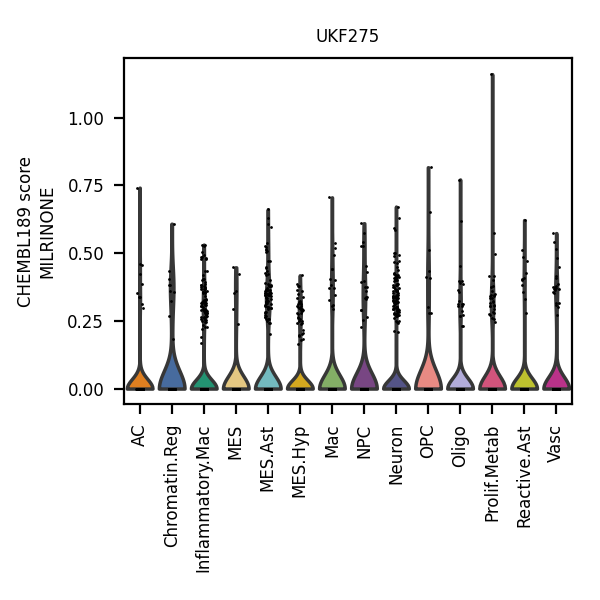 UKF275
CHEMBL189 score
MILRINONE
1.00
0.75
0.50
0.25
0.00
AC
Chromatin.Reg
Inflammatory.Mac
MES
MES.Ast
MES.Hyp
Mac
NPC
Neuron
OPC
Oligo
Prolif.Metab
Reactive.Ast
Vasc